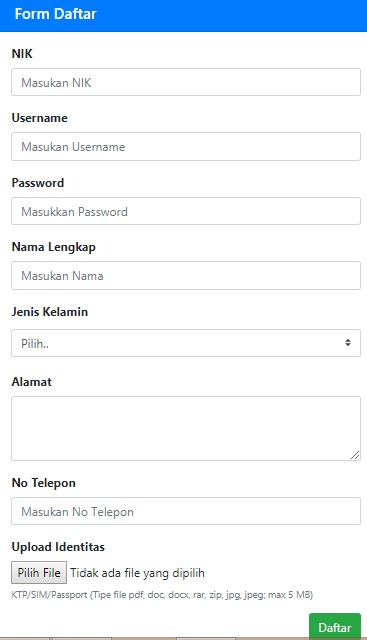 Form Daftar
NIK
Masukan NIK
Username
Masukan Username
Password
Masukkan Password
Nama Lengkap
Masukan Nama
Jenis Kelamin
Pilih..
Alamat
No Telepon
Masukan No Telepon
Upload Identitas
Pilih File Tidak ada file yang dipilih
KTP/SIM/Passport (Tipe file pdf, doc, docx, rar, zip, jpg, jpeg; max 5 MB)
Daftar